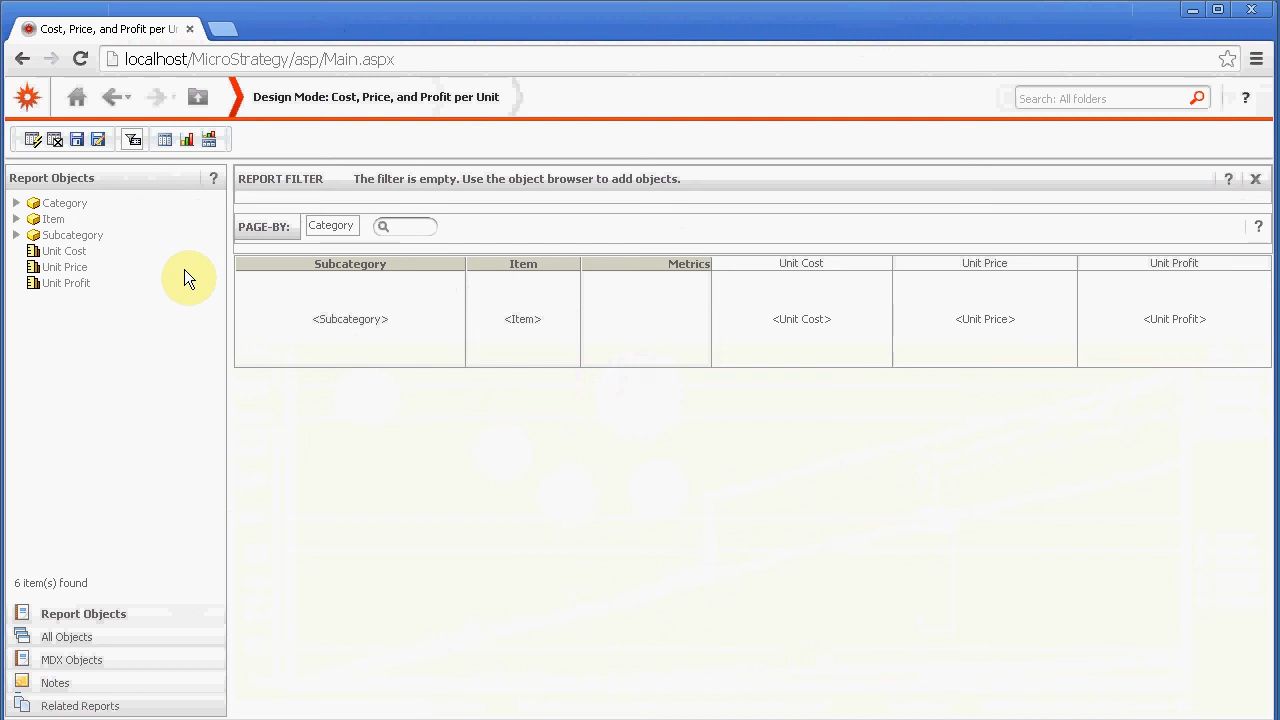 Cost, Price, and Profit per U
localhost/MicroStrategy/asp/Main.aspx
Design Mode: Cost, Price, and Profit per Unit
Search: All folders
?
Report Objects ?
Category
Item
Subcategory
Unit Cost
Unit Price
Unit Profit
6 item(s) found
Report Objects
All Objects
MDX Objects
Notes
Related Reports
REPORT FILTER The filter is empty. Use the object browser to add objects. ?
PAGE-BY: Category ?
Subcategory Item Metrics Unit Cost Unit Price Unit Profit
<Subcategory> <Item> <Unit Cost> <Unit Price> <Unit Profit>